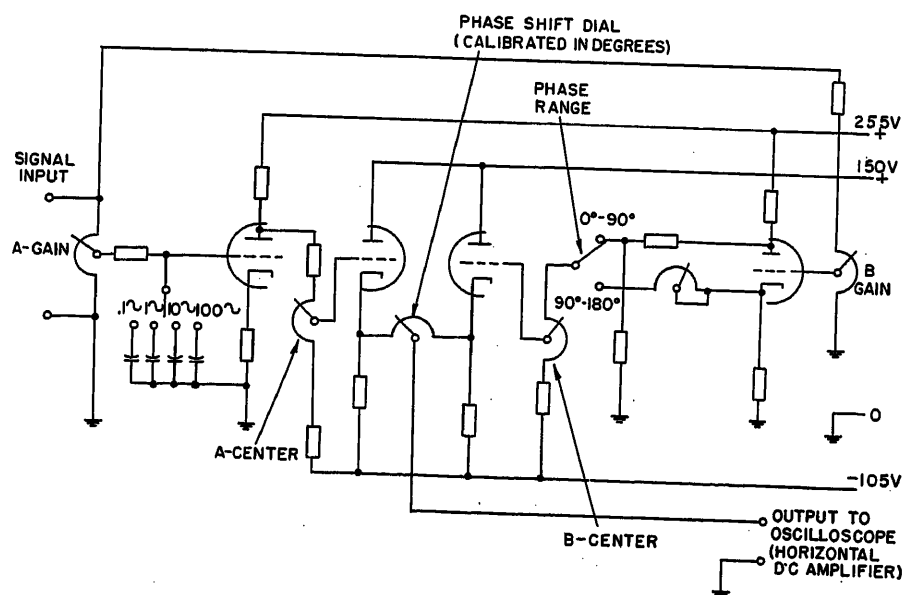 PHASE SHIFT DIAL
(CALIBRATED IN DEGREES)
PHASE
RANGE
255V
+
SIGNAL
INPUT
150V
+
0°-90°
A-GAIN
B
GAIN
.1~ 1~ 10~ 100~
90°-180°
0
A-CENTER
-105V
B-CENTER
OUTPUT TO
OSCILLOSCOPE
(HORIZONTAL
D'C AMPLIFIER)